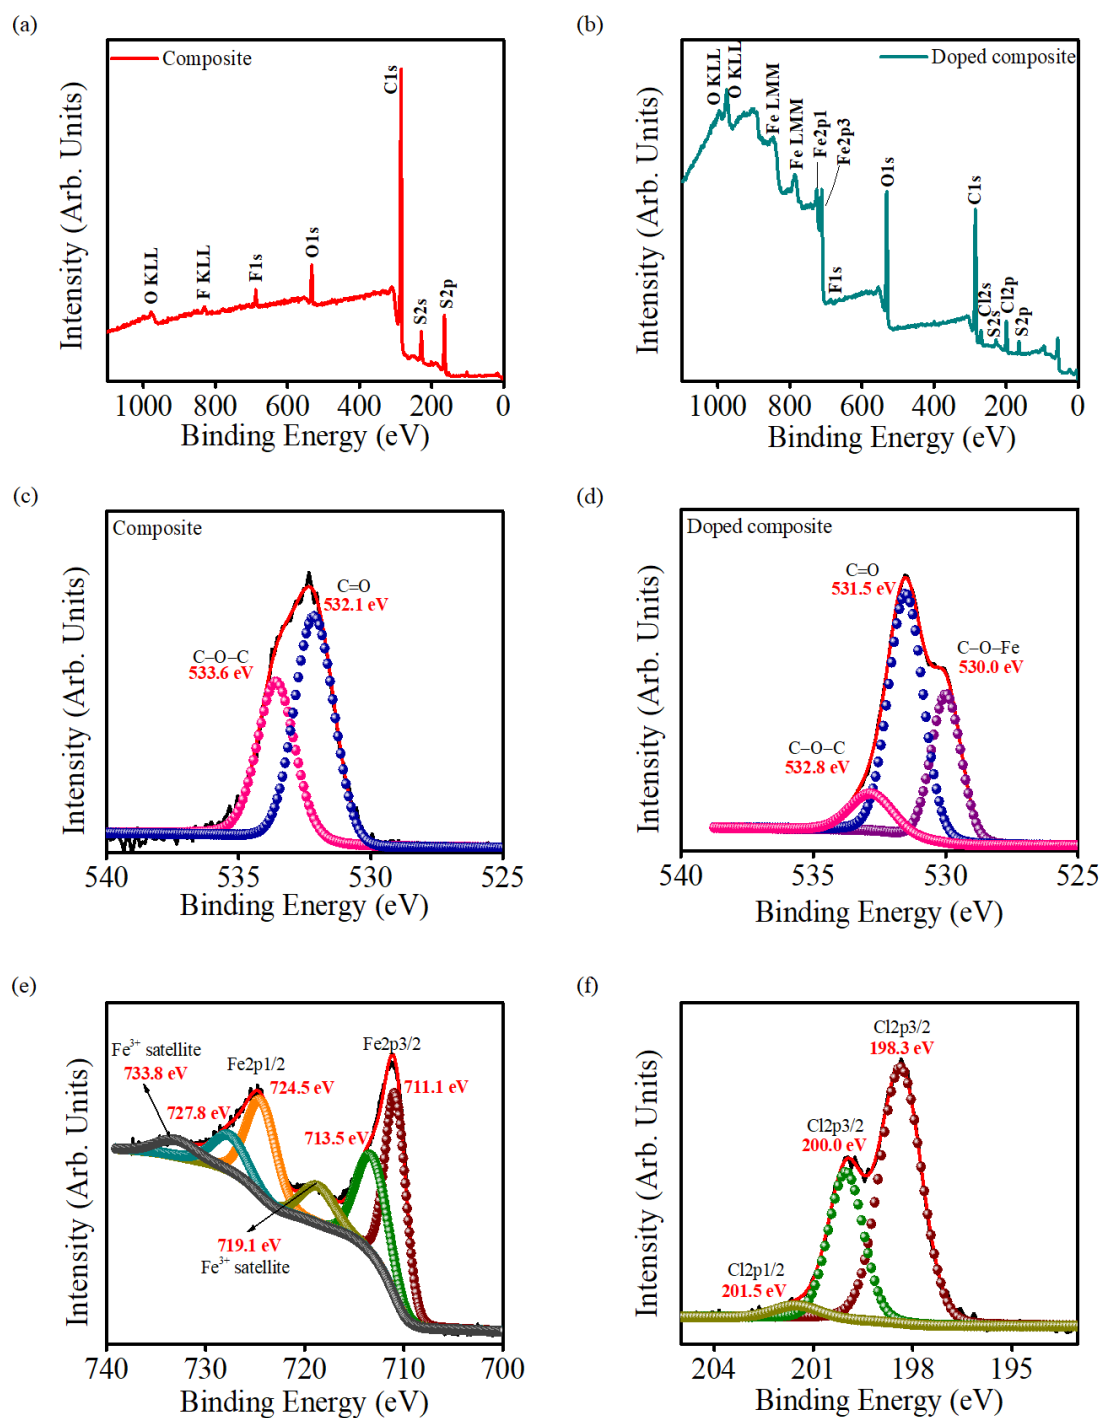 (a)
Composite
C1s
O KLL
F KLL
F1s
O1s
S2s
S2p
Intensity (Arb. Units)
1000
800
600
400
200
0
Binding Energy (eV)
(b)
Doped composite
O KLL
O KLL
Fe LMM
Fe LMM
Fe2p1
Fe2p3
F1s
O1s
C1s
Cl2s
S2s
Cl2p
S2p
Intensity (Arb. Units)
1000
800
600
400
200
0
Binding Energy (eV)
(c)
Composite
C=O
532.1 eV
C–O–C
533.6 eV
Intensity (Arb. Units)
540
535
530
525
Binding Energy (eV)
(d)
Doped composite
C=O
531.5 eV
C–O–Fe
530.0 eV
C–O–C
532.8 eV
Intensity (Arb. Units)
540
535
530
525
Binding Energy (eV)
(e)
Fe³⁺ satellite
733.8 eV
Fe2p1/2
724.5 eV
727.8 eV
Fe2p3/2
711.1 eV
713.5 eV
719.1 eV
Fe³⁺ satellite
Intensity (Arb. Units)
740
730
720
710
700
Binding Energy (eV)
(f)
Cl2p3/2
198.3 eV
Cl2p3/2
200.0 eV
Cl2p1/2
201.5 eV
Intensity (Arb. Units)
204
201
198
195
Binding Energy (eV)